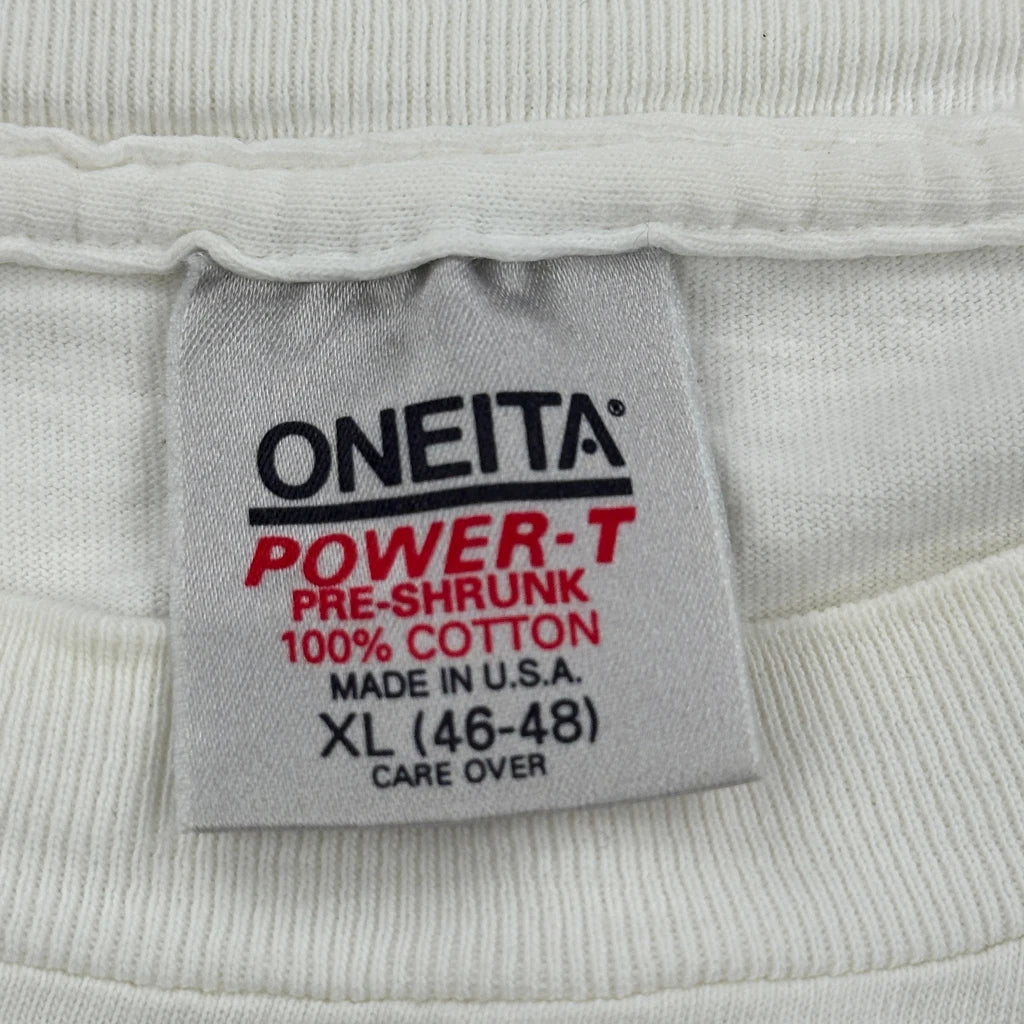 ONEITA®
POWER-T
PRE-SHRUNK
100% COTTON
MADE IN U.S.A.
XL (46-48)
CARE OVER